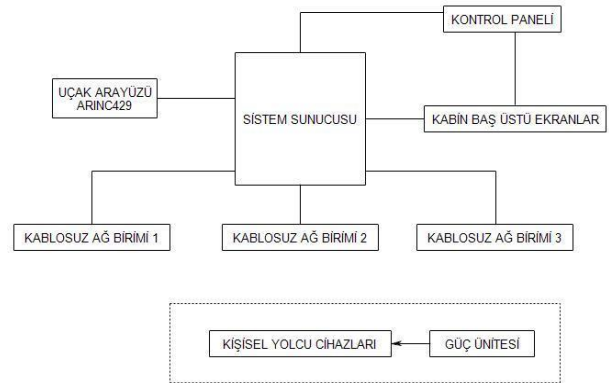 KONTROL PANELİ
UÇAK ARAYÜZÜ
ARINC429
SİSTEM SUNUCUSU
KABİN BAŞ ÜSTÜ EKRANLAR
KABLOSUZ AĞ BİRİMİ 1
KABLOSUZ AĞ BİRİMİ 2
KABLOSUZ AĞ BİRİMİ 3
KİŞİSEL YOLCU CİHAZLARI
GÜÇ ÜNİTESİ